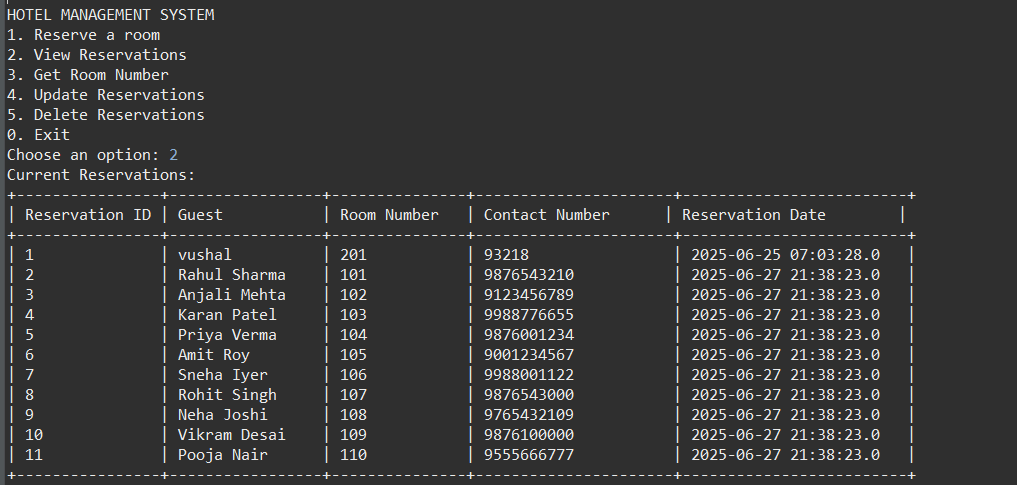 HOTEL MANAGEMENT SYSTEM
1. Reserve a room
2. View Reservations
3. Get Room Number
4. Update Reservations
5. Delete Reservations
0. Exit
Choose an option: 2
Current Reservations:
+----------------+-----------------+---------------+----------------------+-------------------------+
| Reservation ID | Guest           | Room Number   | Contact Number      | Reservation Date        |
+----------------+-----------------+---------------+----------------------+-------------------------+
| 1              | vushal          | 201           | 93218                | 2025-06-25 07:03:28.0   |
| 2              | Rahul Sharma    | 101           | 9876543210           | 2025-06-27 21:38:23.0   |
| 3              | Anjali Mehta    | 102           | 9123456789           | 2025-06-27 21:38:23.0   |
| 4              | Karan Patel     | 103           | 9988776655           | 2025-06-27 21:38:23.0   |
| 5              | Priya Verma     | 104           | 9876001234           | 2025-06-27 21:38:23.0   |
| 6              | Amit Roy        | 105           | 9001234567           | 2025-06-27 21:38:23.0   |
| 7              | Sneha Iyer      | 106           | 9988001122           | 2025-06-27 21:38:23.0   |
| 8              | Rohit Singh     | 107           | 9876543000           | 2025-06-27 21:38:23.0   |
| 9              | Neha Joshi      | 108           | 9765432109           | 2025-06-27 21:38:23.0   |
| 10             | Vikram Desai    | 109           | 9876100000           | 2025-06-27 21:38:23.0   |
| 11             | Pooja Nair      | 110           | 9555666777           | 2025-06-27 21:38:23.0   |
+----------------+-----------------+---------------+----------------------+-------------------------+